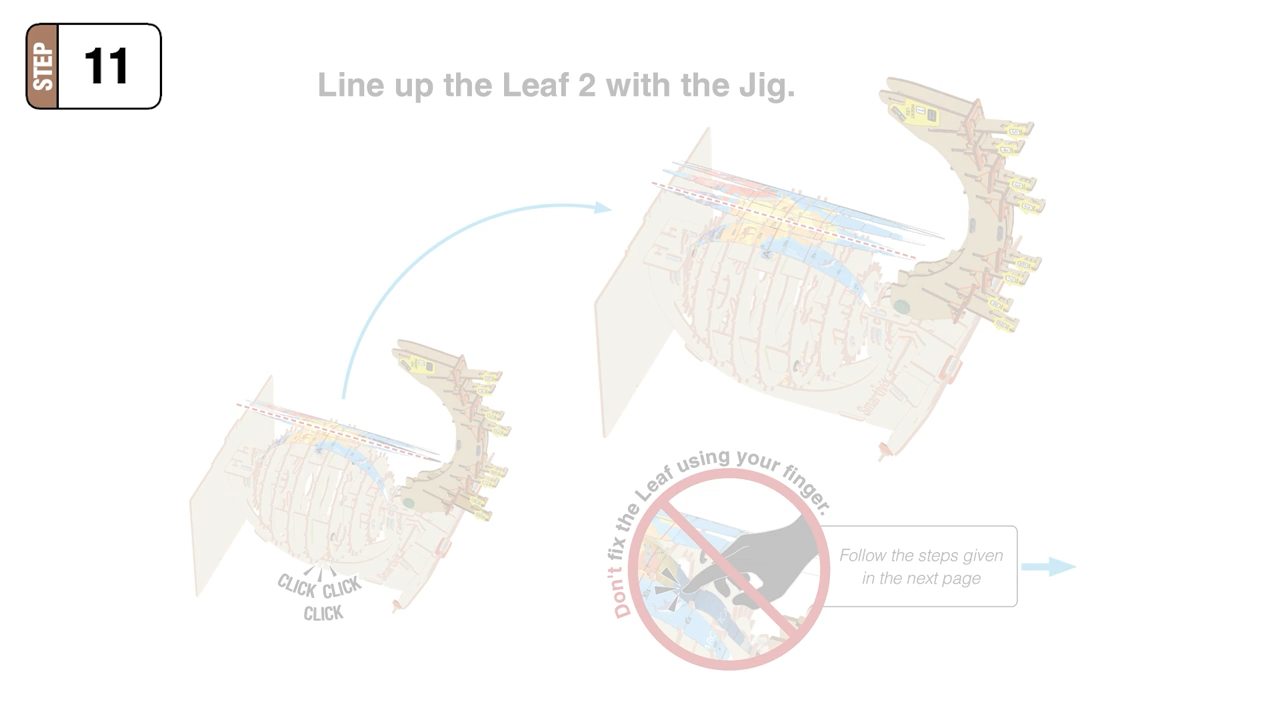 STEP
11
Line up the Leaf 2 with the Jig.
CLICK CLICK
CLICK
Don't fix the Leaf using your finger.
Follow the steps given
in the next page